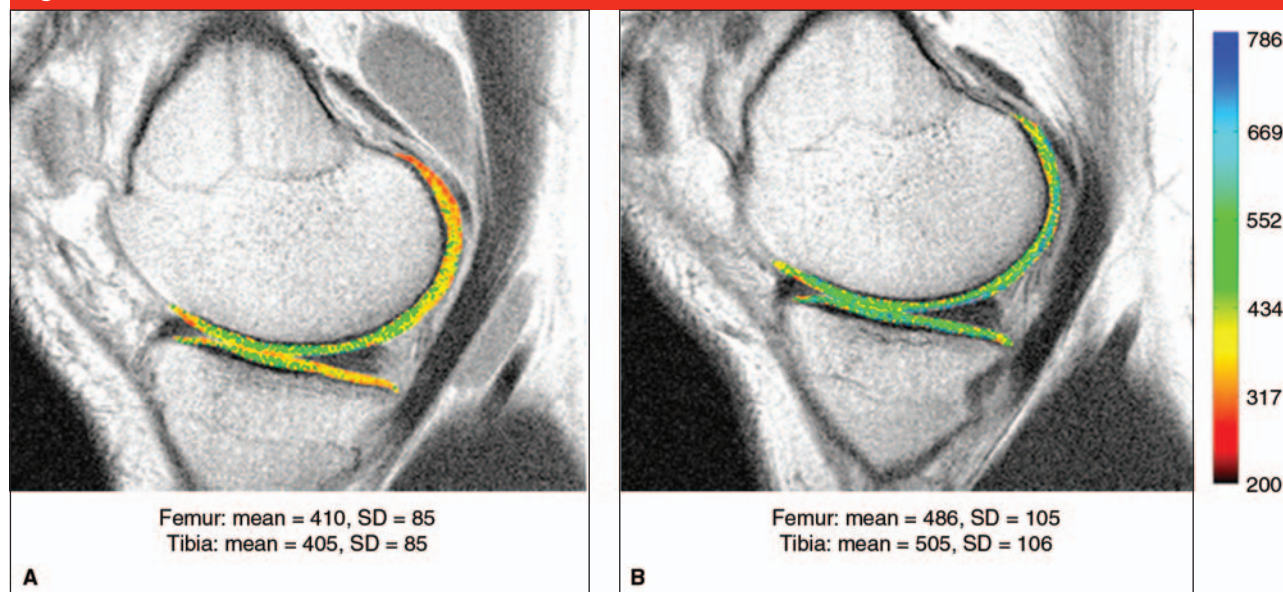 Femur: mean = 410, SD = 85
Tibia: mean = 405, SD = 85
A
Femur: mean = 486, SD = 105
Tibia: mean = 505, SD = 106
B
786
669
552
434
317
200